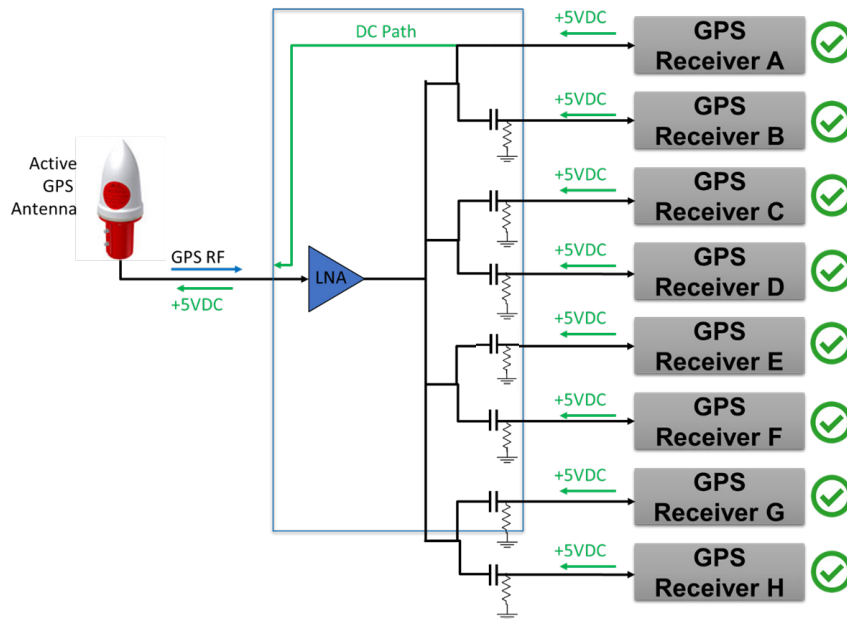 DC Path
+5VDC
GPS
Receiver A
+5VDC
GPS
Receiver B
Active
GPS
Antenna
+5VDC
GPS
Receiver C
GPS RF
+5VDC
LNA
+5VDC
GPS
Receiver D
+5VDC
GPS
Receiver E
+5VDC
GPS
Receiver F
+5VDC
GPS
Receiver G
+5VDC
GPS
Receiver H